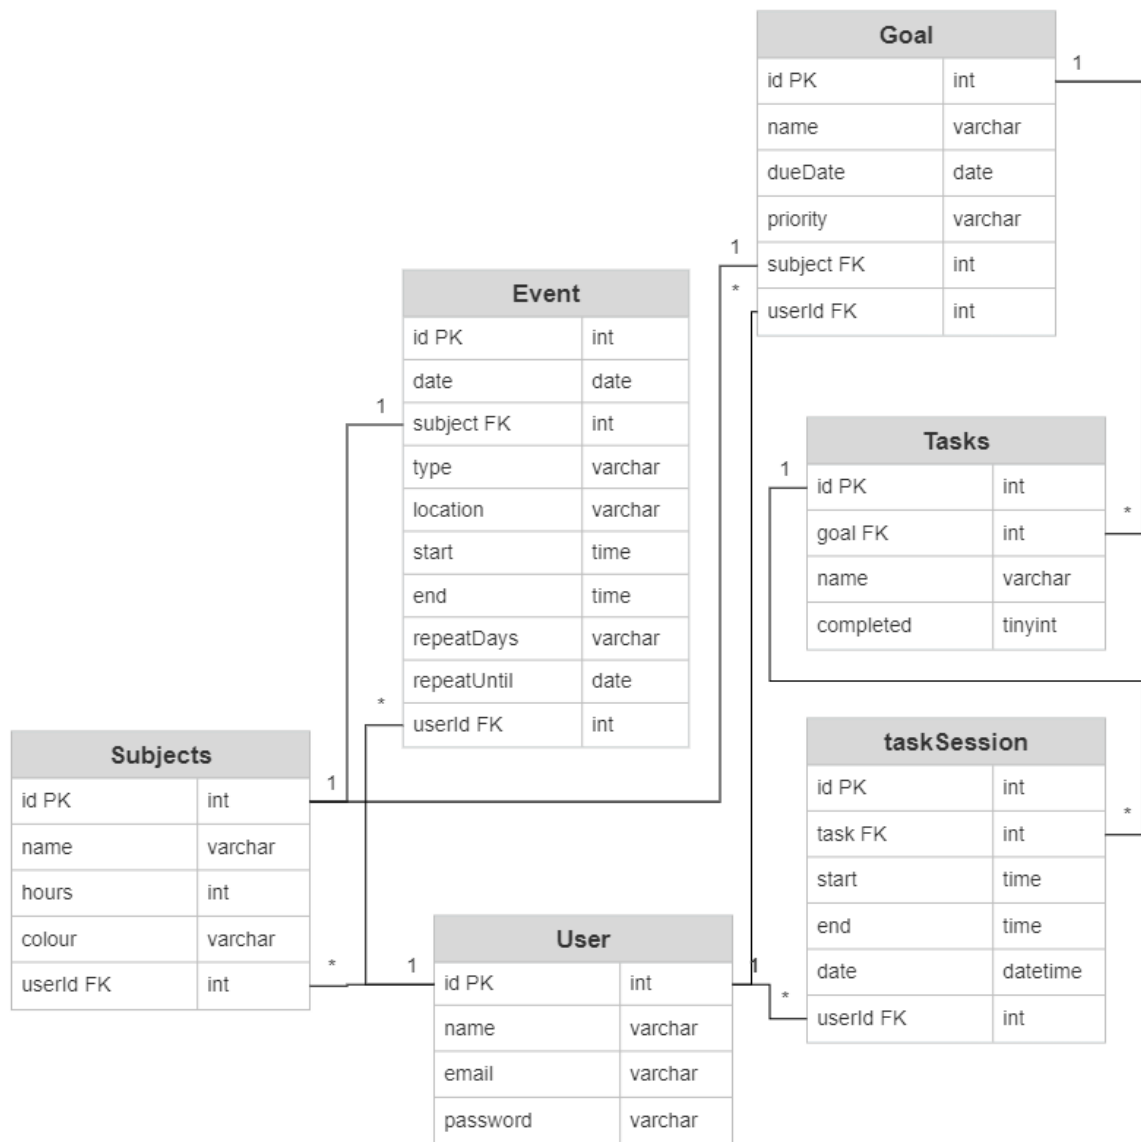 Goal
id PK int
name varchar
dueDate date
priority varchar
subject FK int
userId FK int
1
1
*
Event
id PK int
date date
subject FK int
type varchar
location varchar
start time
end time
repeatDays varchar
repeatUntil date
userId FK int
1
*
Tasks
id PK int
goal FK int
name varchar
completed tinyint
1
*
Subjects
id PK int
name varchar
hours int
colour varchar
userId FK int
1
*
taskSession
id PK int
task FK int
start time
end time
date datetime
userId FK int
*
*
User
id PK int
name varchar
email varchar
password varchar
1
1